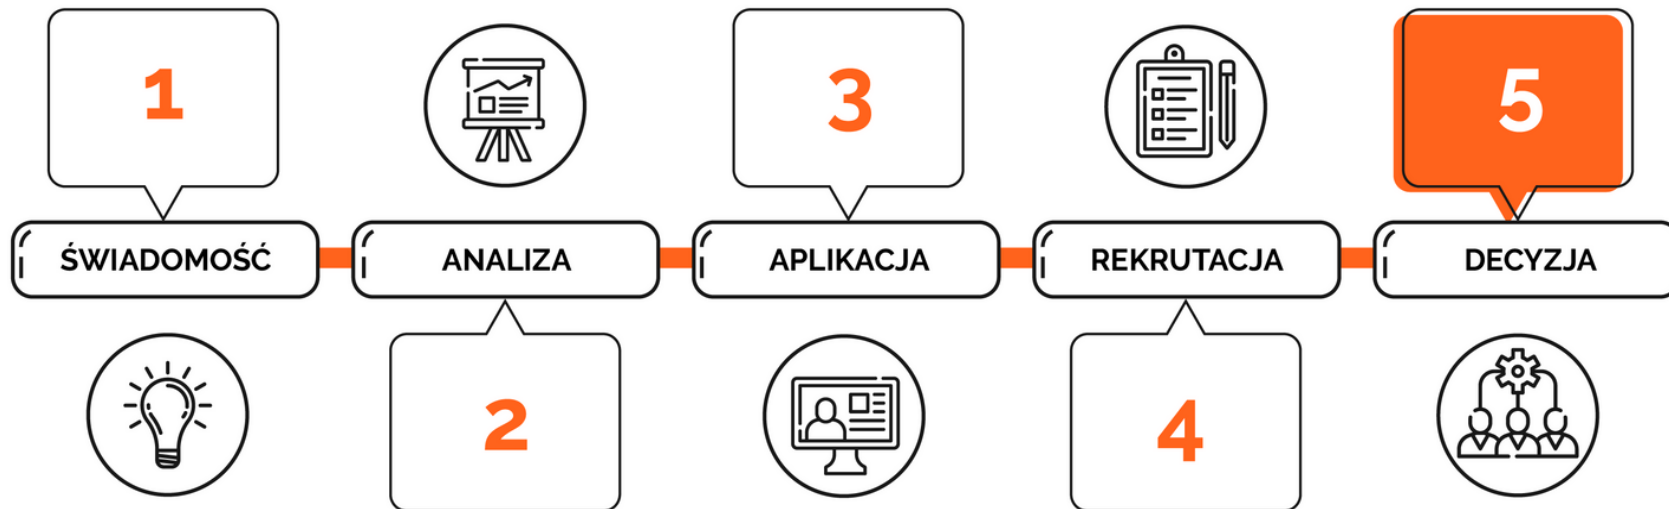 1
ŚWIADOMOŚĆ
2
ANALIZA
3
APLIKACJA
4
REKRUTACJA
5
DECYZJA